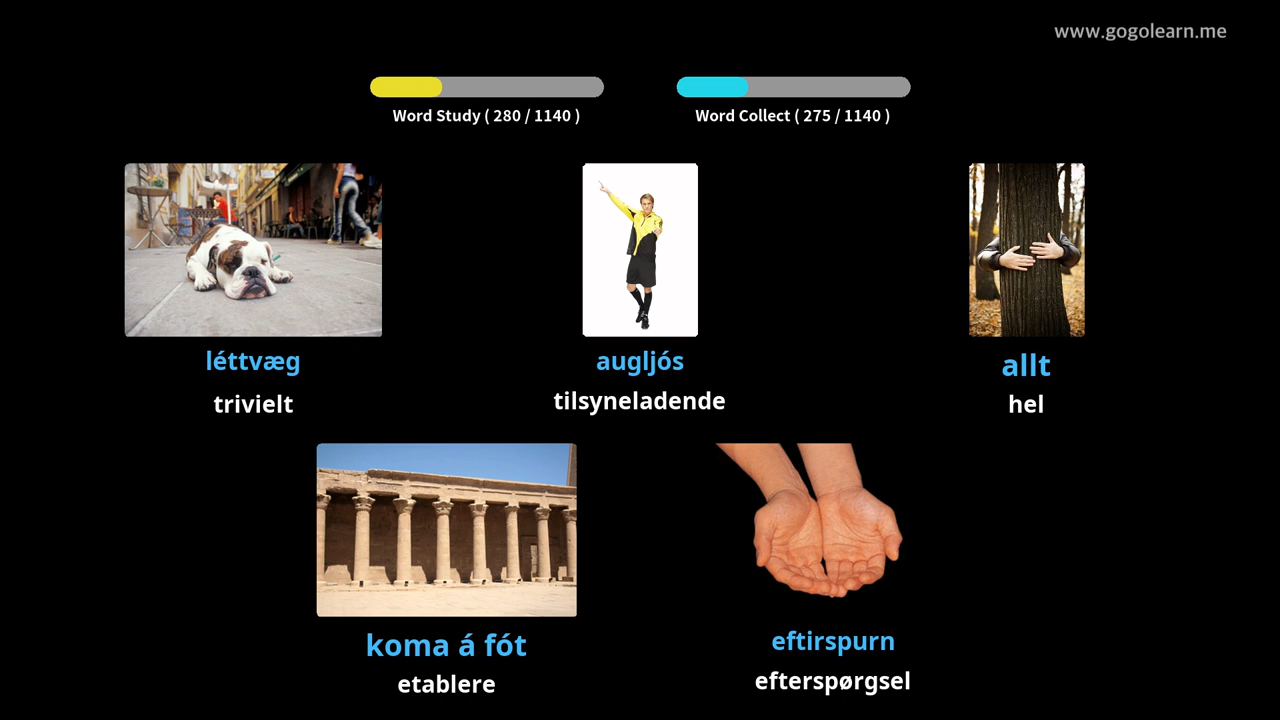 www.gogolearn.me
Word Study ( 280 / 1140 )
Word Collect ( 275 / 1140 )
léttvæg
trivielt
augljós
tilsyneladende
allt
hel
koma á fót
etablere
eftirspurn
efterspørgsel